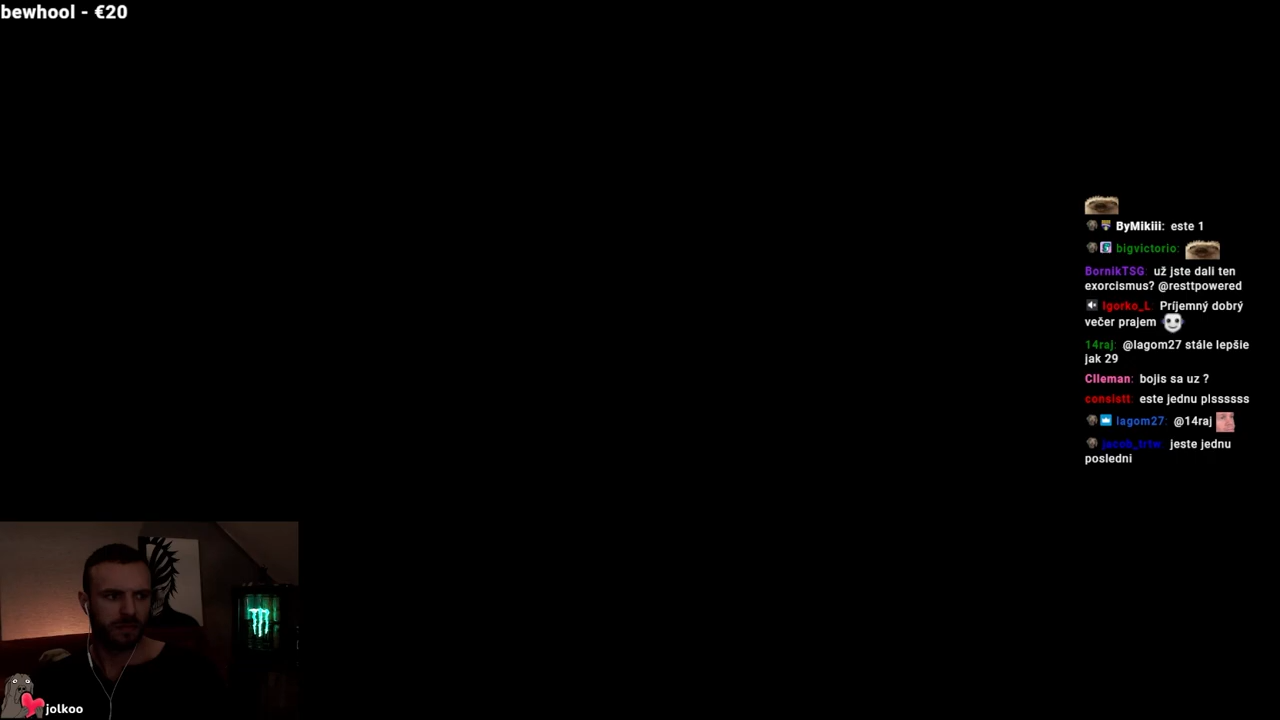 bewhool - €20
ByMikiii: este 1
bigvictorio:
BornikTSG: už jste dali ten
exorcismus? @resttpowered
Igorko_L: Príjemný dobrý
večer prajem
14raj: @lagom27 stále lepšie
jak 29
Clleman: bojis sa uz ?
consistt: este jednu plssssss
lagom27: @14raj
jacob_trtw: jeste jednu
posledni
jolkoo